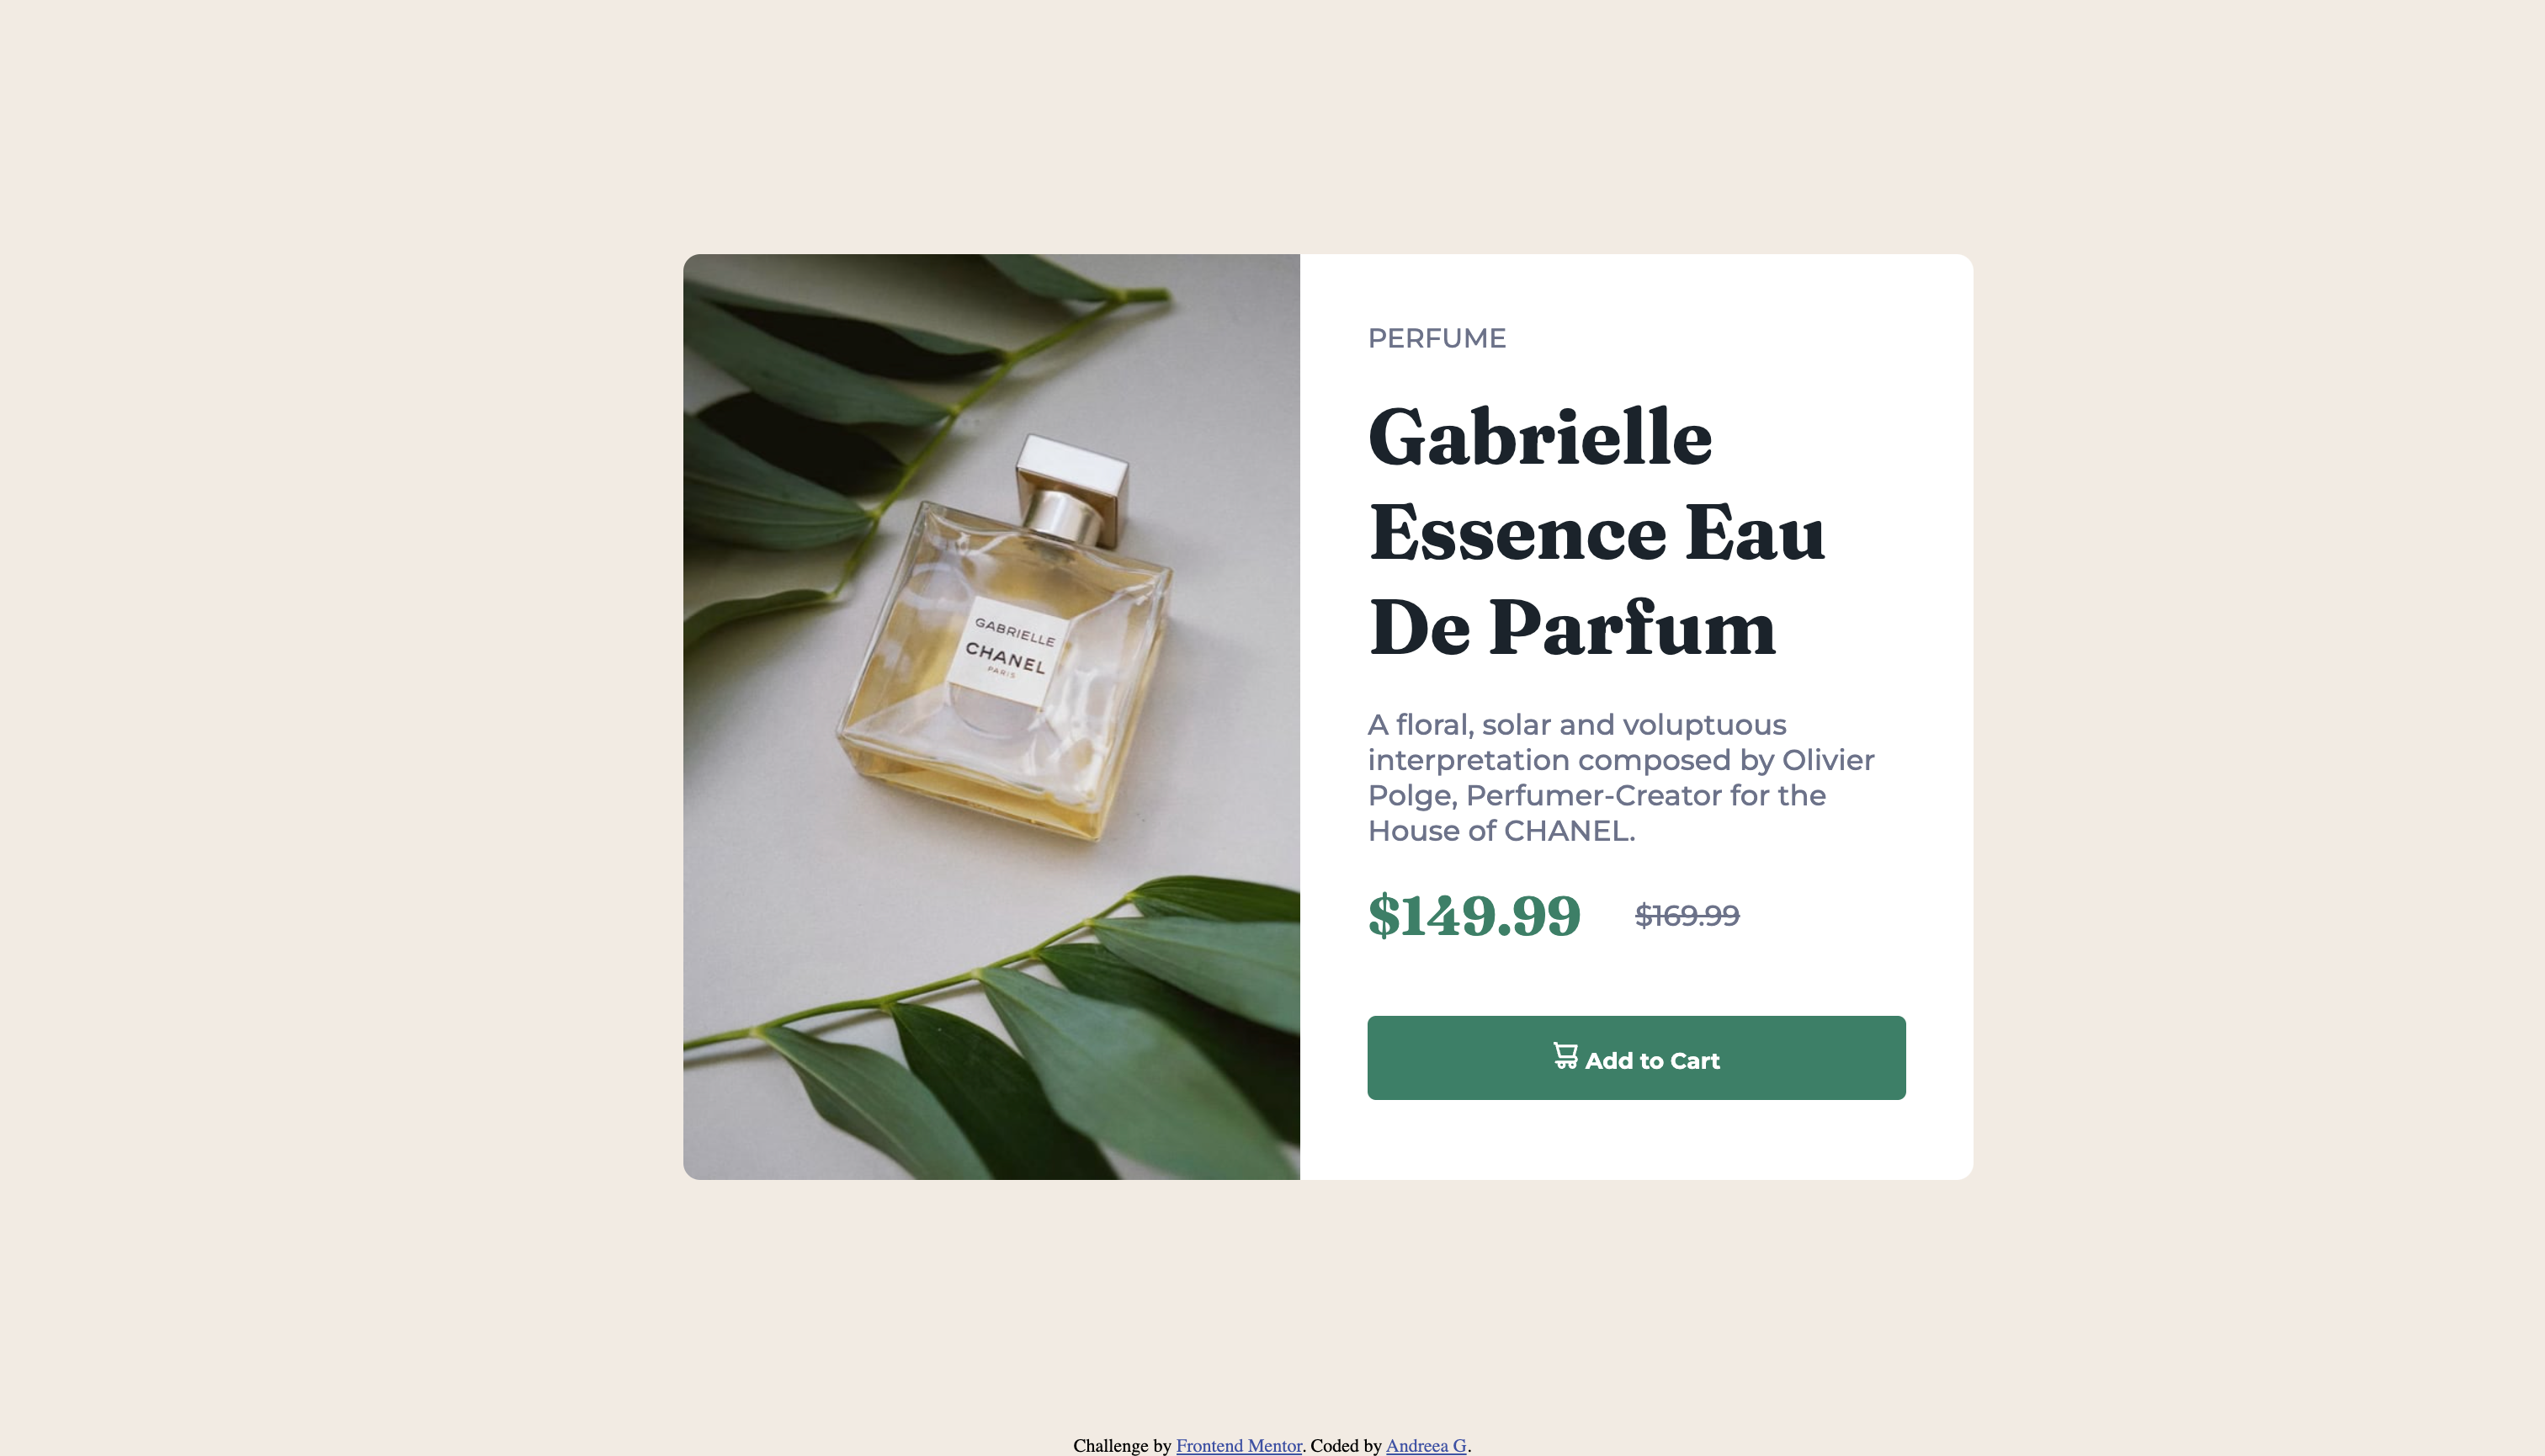 GABRIELLE
CHANEL
PARIS
PERFUME
Gabrielle
Essence Eau
De Parfum
A floral, solar and voluptuous
interpretation composed by Olivier
Polge, Perfumer-Creator for the
House of CHANEL.
$149.99 $169.99
Add to Cart
Challenge by Frontend Mentor. Coded by Andreea G.